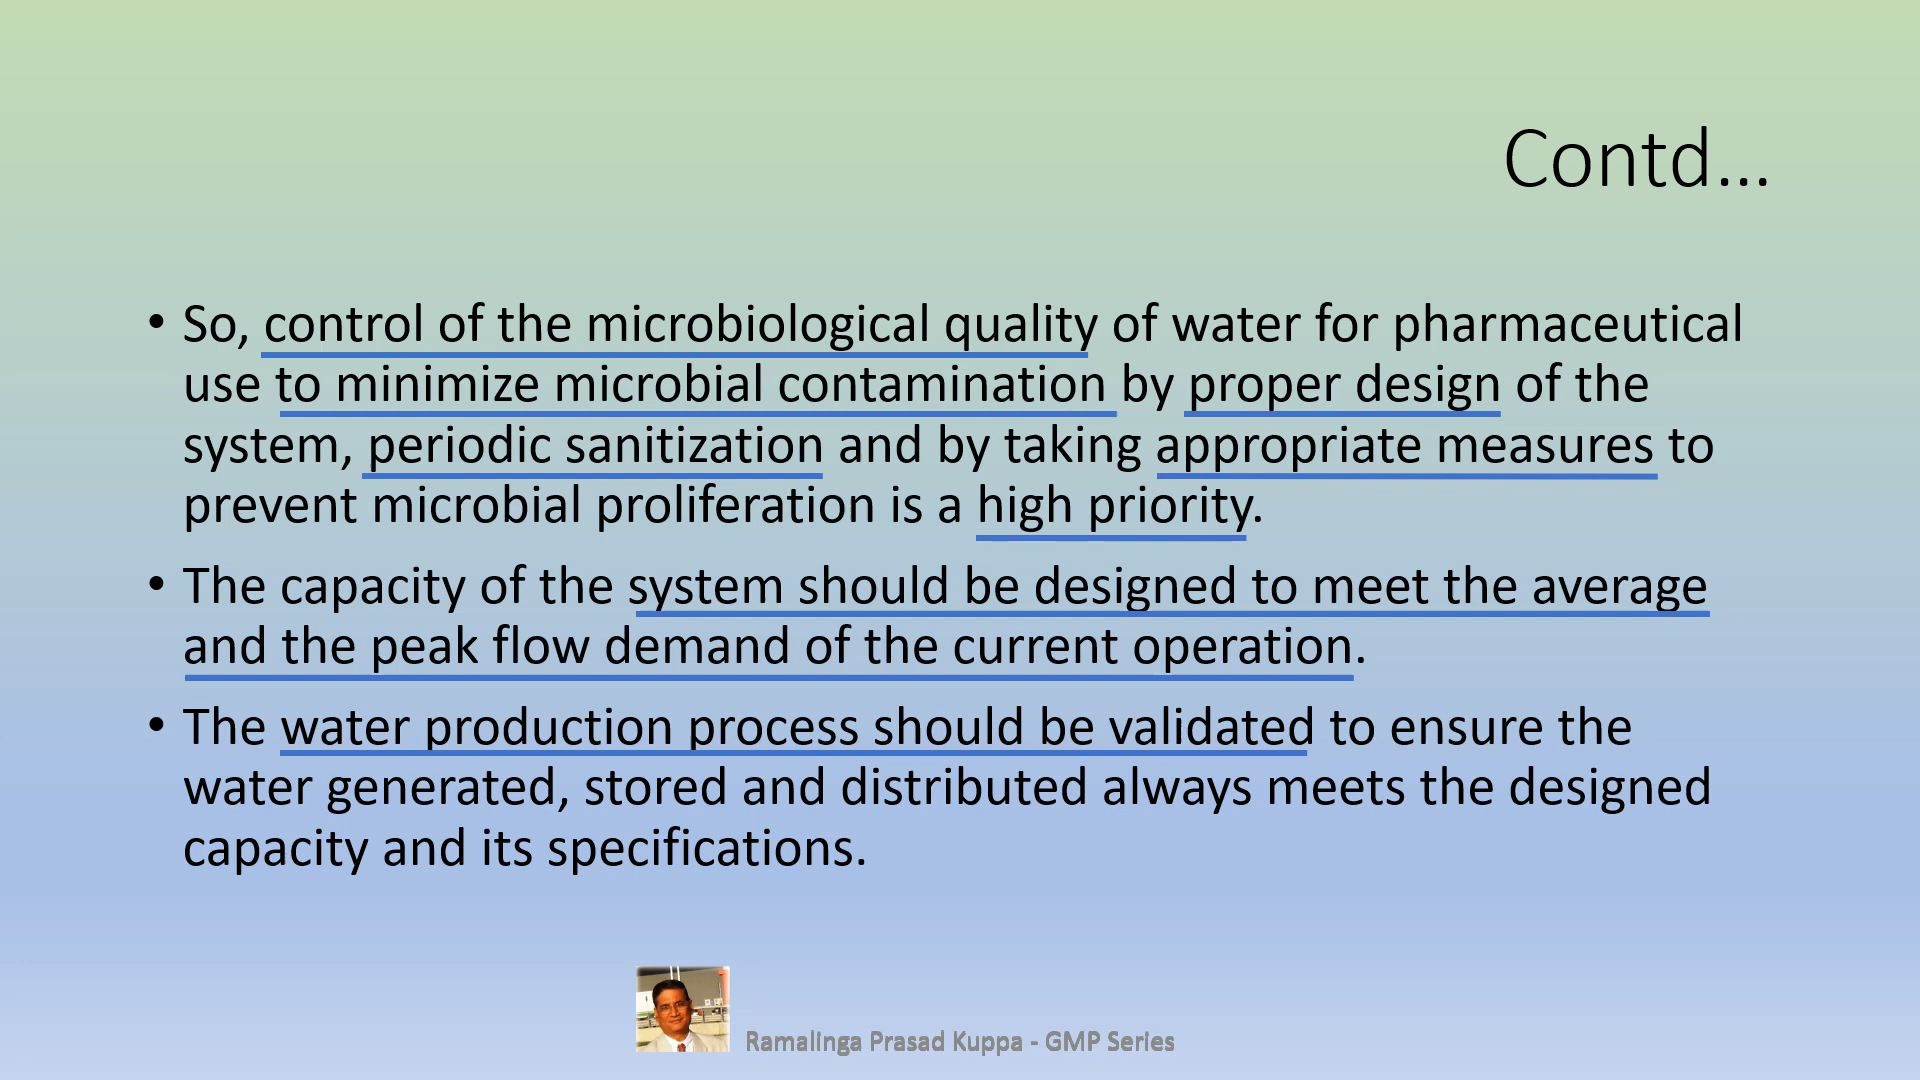 Contd...
• So, control of the microbiological quality of water for pharmaceutical
use to minimize microbial contamination by proper design of the
system, periodic sanitization and by taking appropriate measures to
prevent microbial proliferation is a high priority.
• The capacity of the system should be designed to meet the average
and the peak flow demand of the current operation.
• The water production process should be validated to ensure the
water generated, stored and distributed always meets the designed
capacity and its specifications.
Ramalinga Prasad Kuppa - GMP Series